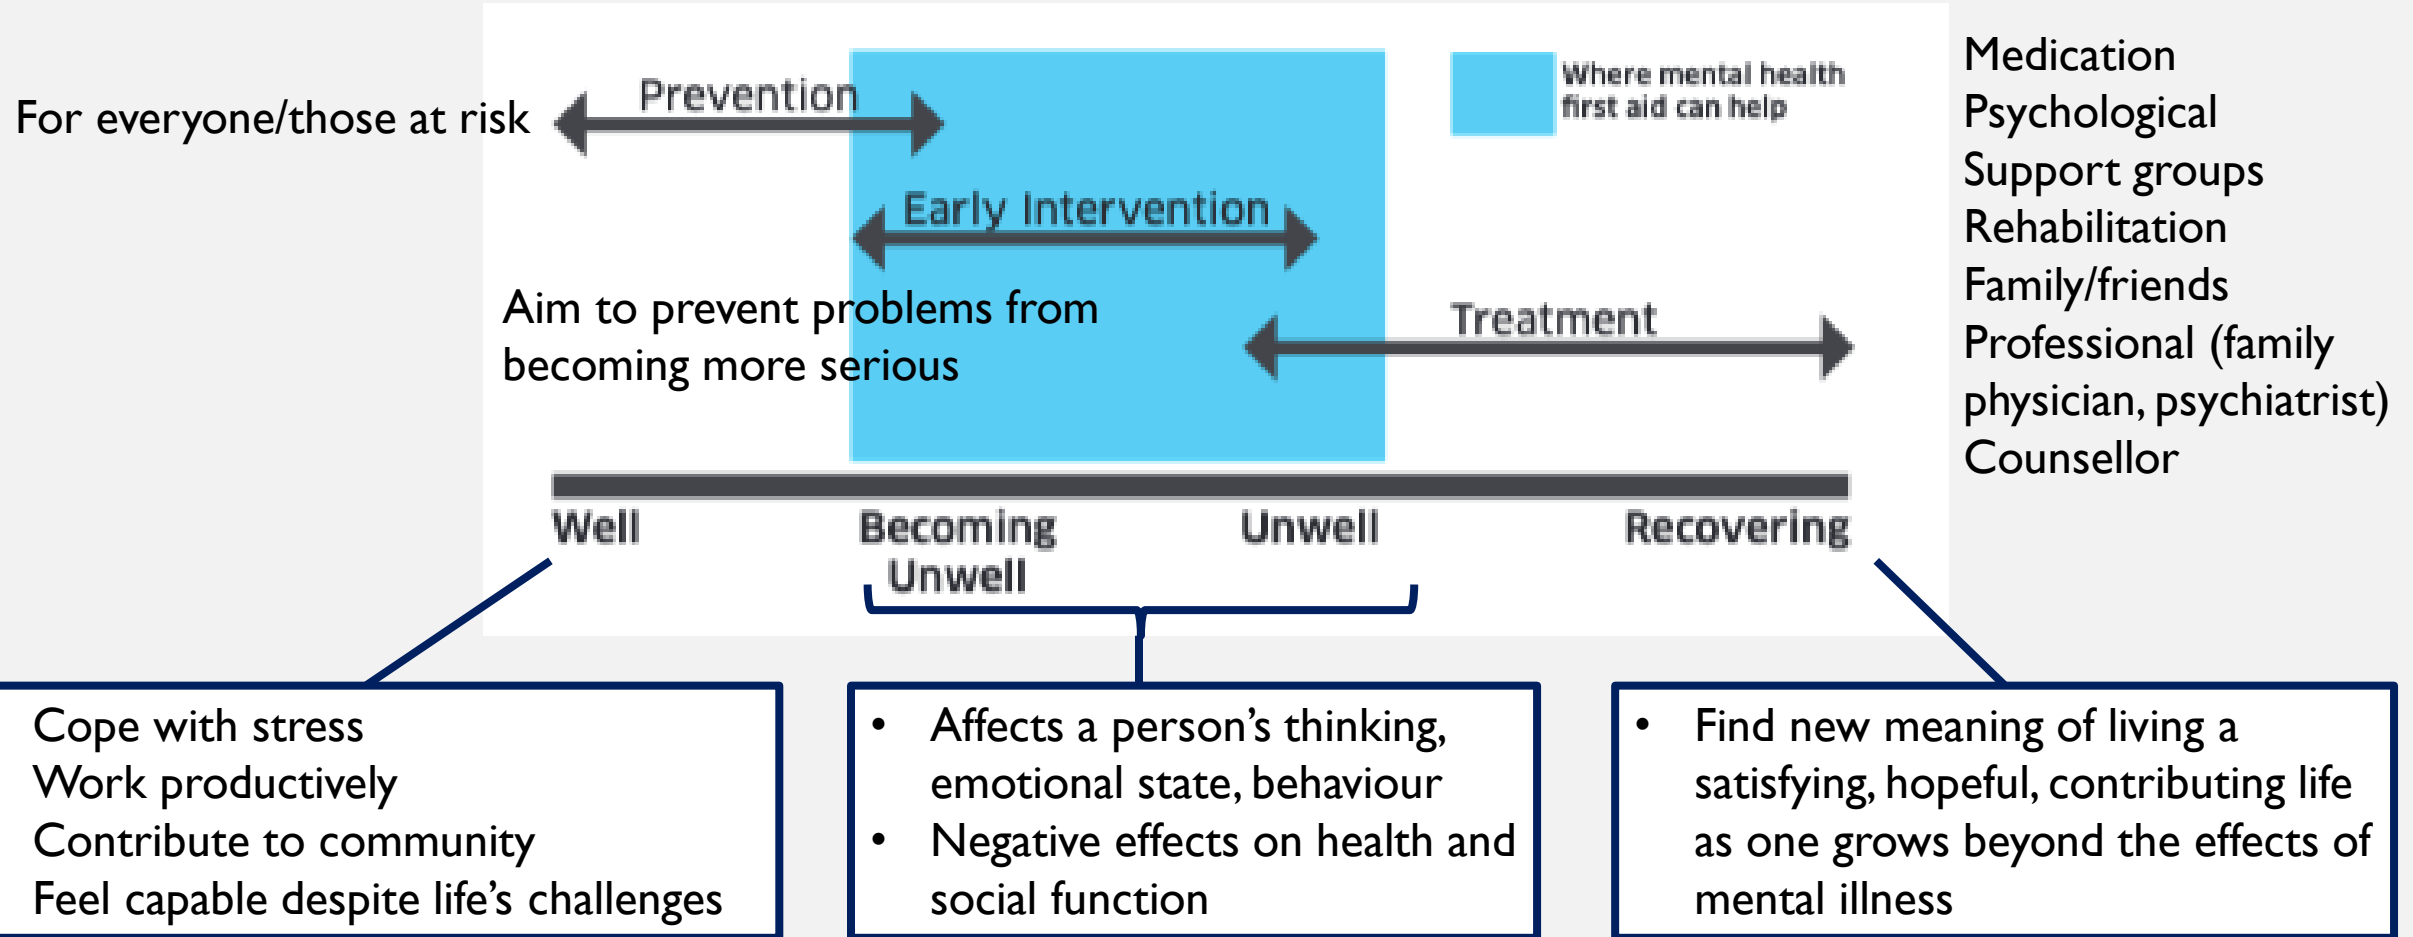 For everyone/those at risk
Prevention
Where mental health
first aid can help
Early Intervention
Aim to prevent problems from
becoming more serious
Treatment
Medication
Psychological
Support groups
Rehabilitation
Family/friends
Professional (family
physician, psychiatrist)
Counsellor
Well
Becoming
Unwell
Unwell
Recovering
Cope with stress
Work productively
Contribute to community
Feel capable despite life’s challenges
• Affects a person’s thinking,
emotional state, behaviour
• Negative effects on health and
social function
• Find new meaning of living a
satisfying, hopeful, contributing life
as one grows beyond the effects of
mental illness